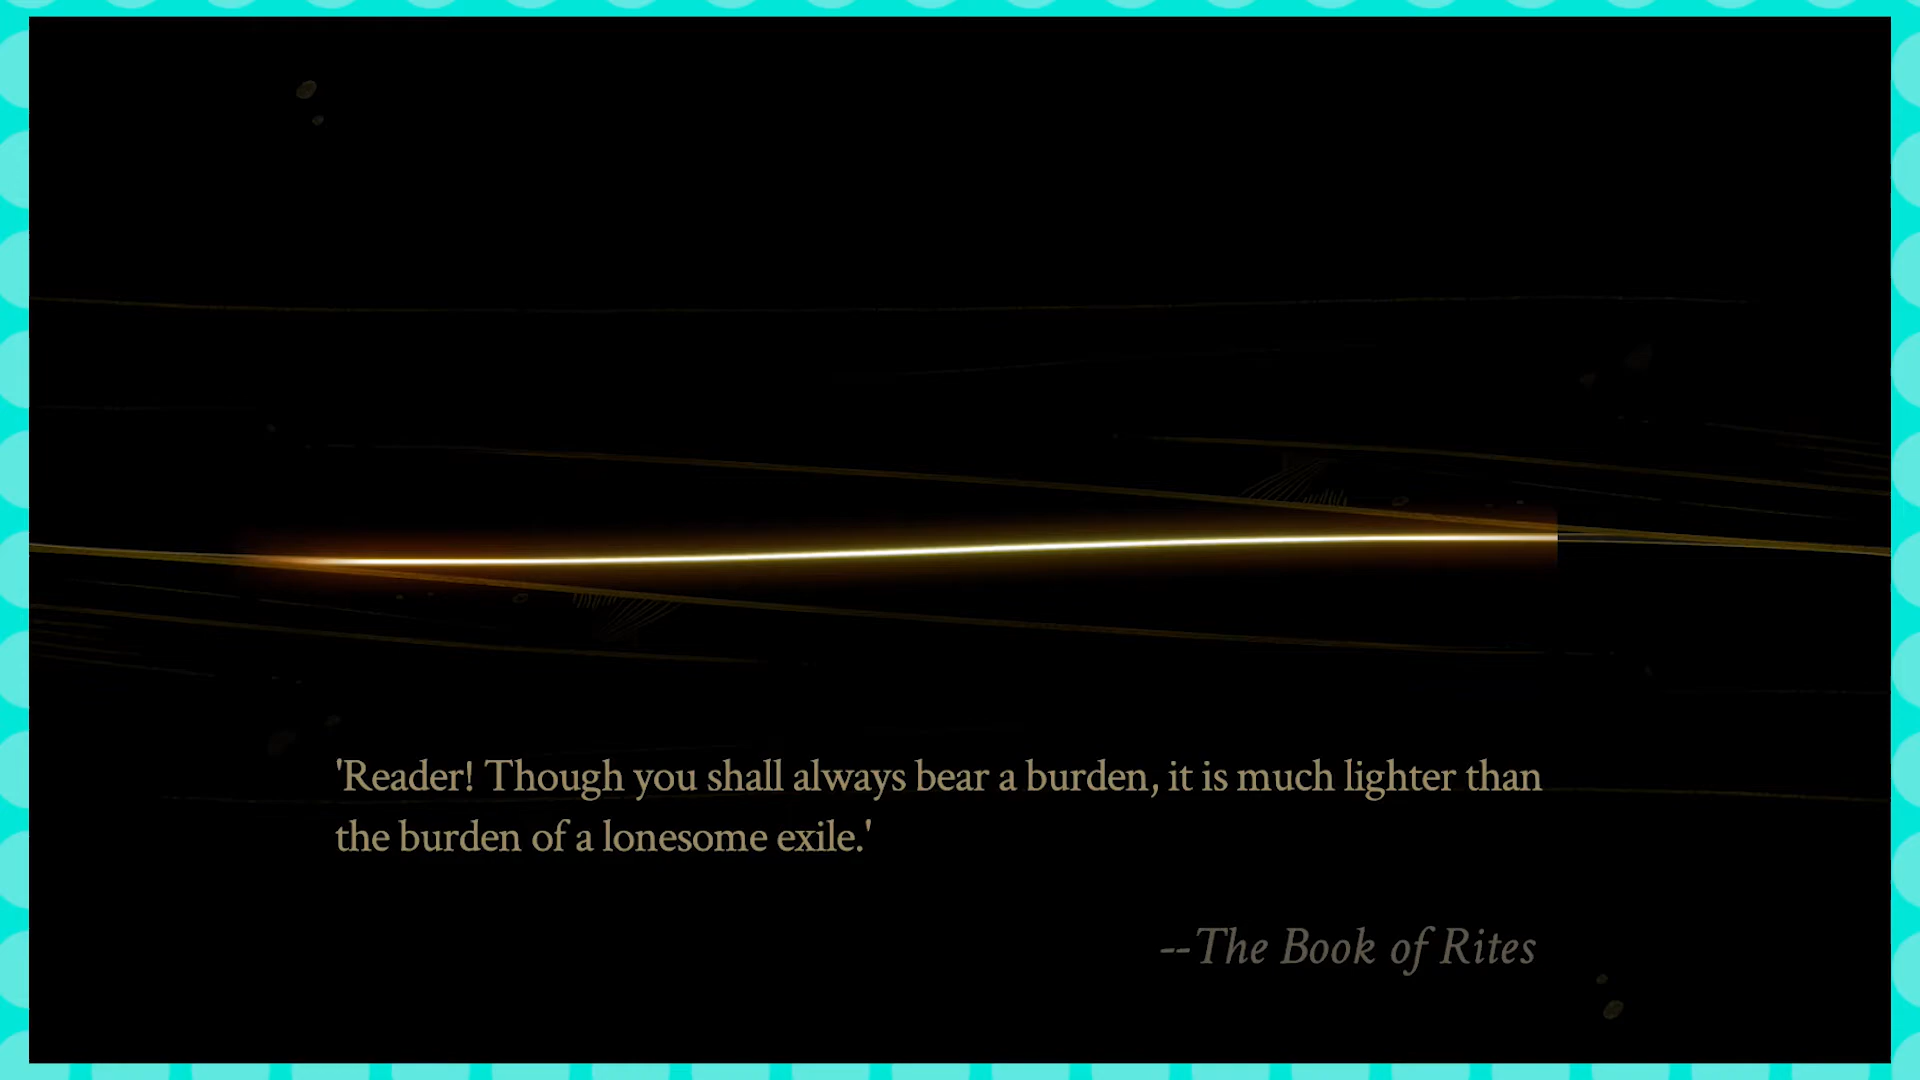 'Reader! Though you shall always bear a burden, it is much lighter than
the burden of a lonesome exile.'
--The Book of Rites